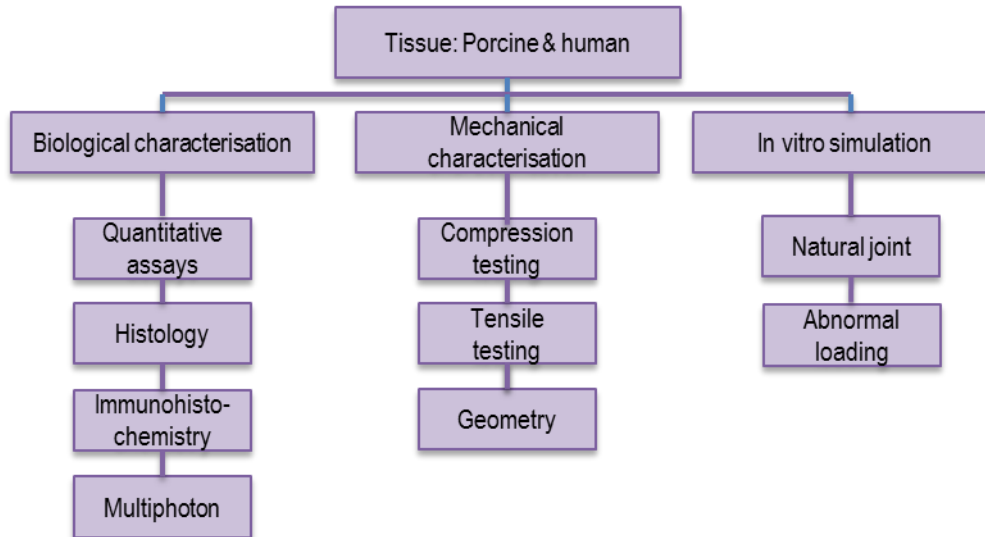 Tissue: Porcine & human
Biological characterisation
Mechanical
characterisation
In vitro simulation
Quantitative
assays
Histology
Immunohisto-
chemistry
Multiphoton
Compression
testing
Tensile
testing
Geometry
Natural joint
Abnormal
loading